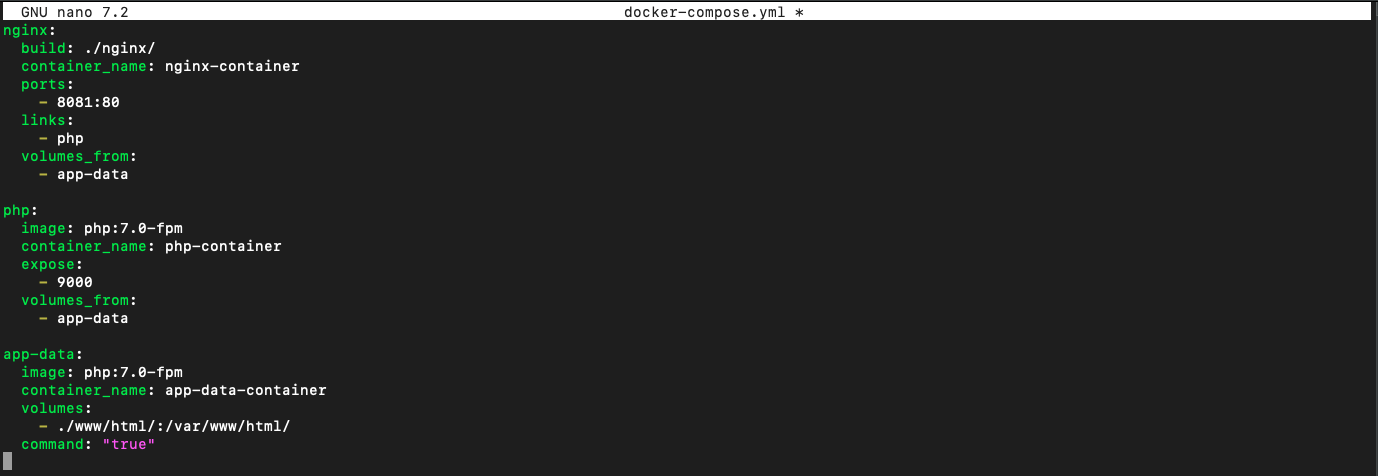 GNU nano 7.2 docker-compose.yml *
nginx:
  build: ./nginx/
  container_name: nginx-container
  ports:
    - 8081:80
  links:
    - php
  volumes_from:
    - app-data

php:
  image: php:7.0-fpm
  container_name: php-container
  expose:
    - 9000
  volumes_from:
    - app-data

app-data:
  image: php:7.0-fpm
  container_name: app-data-container
  volumes:
    - ./www/html/:/var/www/html/
  command: "true"